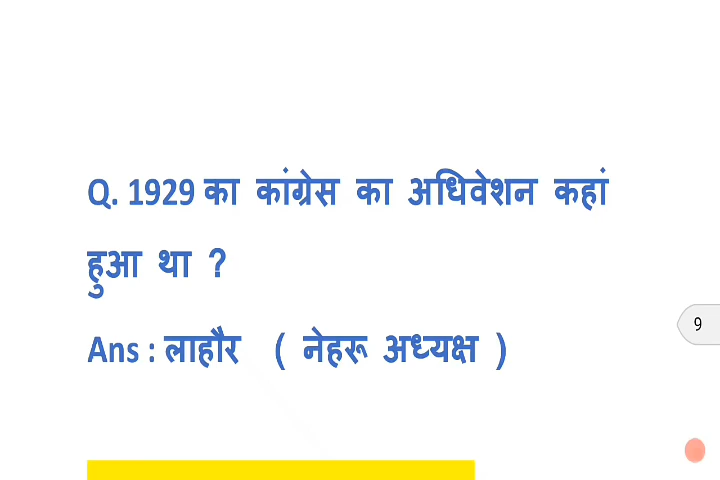 Q. 1929 का कांग्रेस का अधिवेशन कहां
हुआ था ?
Ans : लाहौर ( नेहरू अध्यक्ष )
9